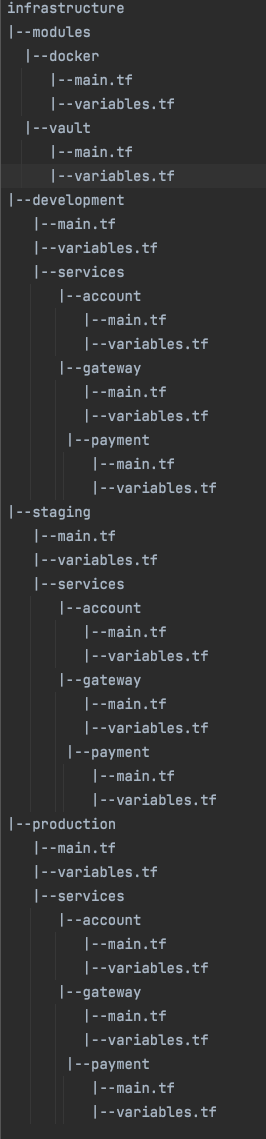 infrastructure
|--modules
  |--docker
     |--main.tf
     |--variables.tf
  |--vault
     |--main.tf
     |--variables.tf
|--development
   |--main.tf
   |--variables.tf
   |--services
      |--account
         |--main.tf
         |--variables.tf
      |--gateway
         |--main.tf
         |--variables.tf
       |--payment
          |--main.tf
          |--variables.tf
|--staging
   |--main.tf
   |--variables.tf
   |--services
      |--account
         |--main.tf
         |--variables.tf
      |--gateway
         |--main.tf
         |--variables.tf
       |--payment
          |--main.tf
          |--variables.tf
|--production
   |--main.tf
   |--variables.tf
   |--services
      |--account
         |--main.tf
         |--variables.tf
      |--gateway
         |--main.tf
         |--variables.tf
       |--payment
          |--main.tf
          |--variables.tf